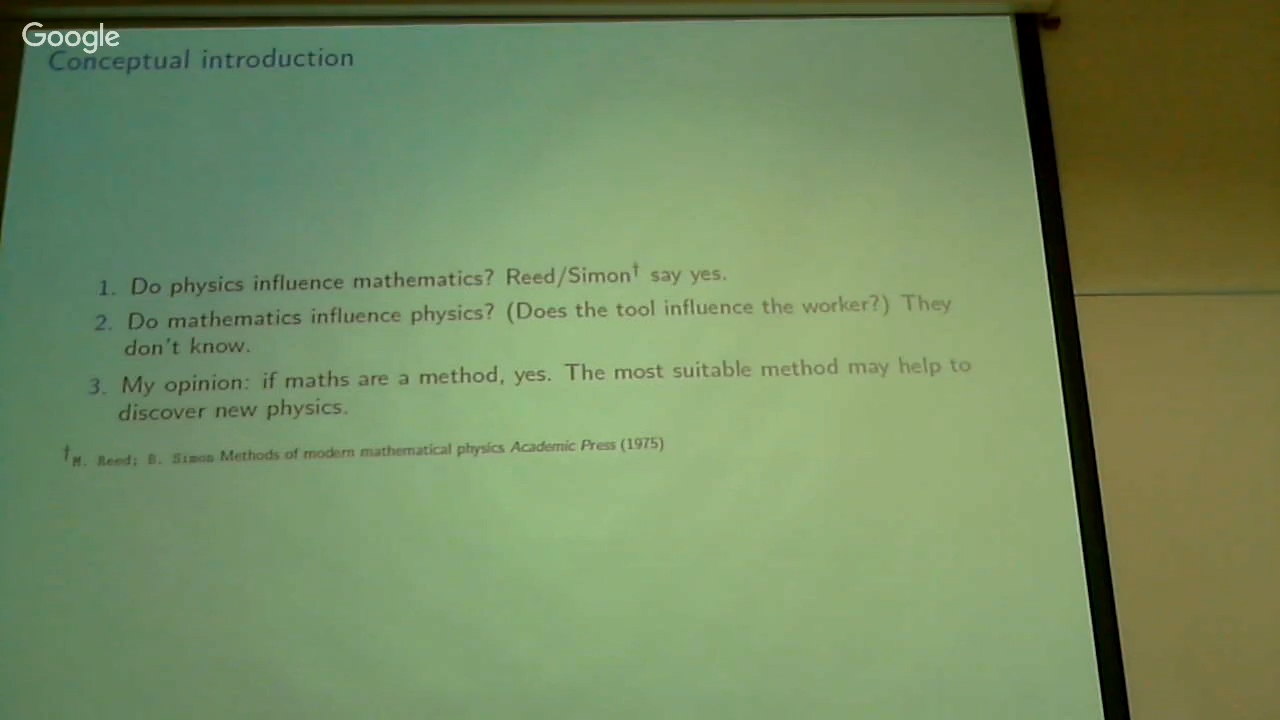 Google
Conceptual introduction
1. Do physics influence mathematics? Reed/Simon† say yes.
2. Do mathematics influence physics? (Does the tool influence the worker?) They
don't know.
3. My opinion: if maths are a method, yes. The most suitable method may help to
discover new physics.
†M. Reed; B. Simon Methods of modern mathematical physics Academic Press (1975)